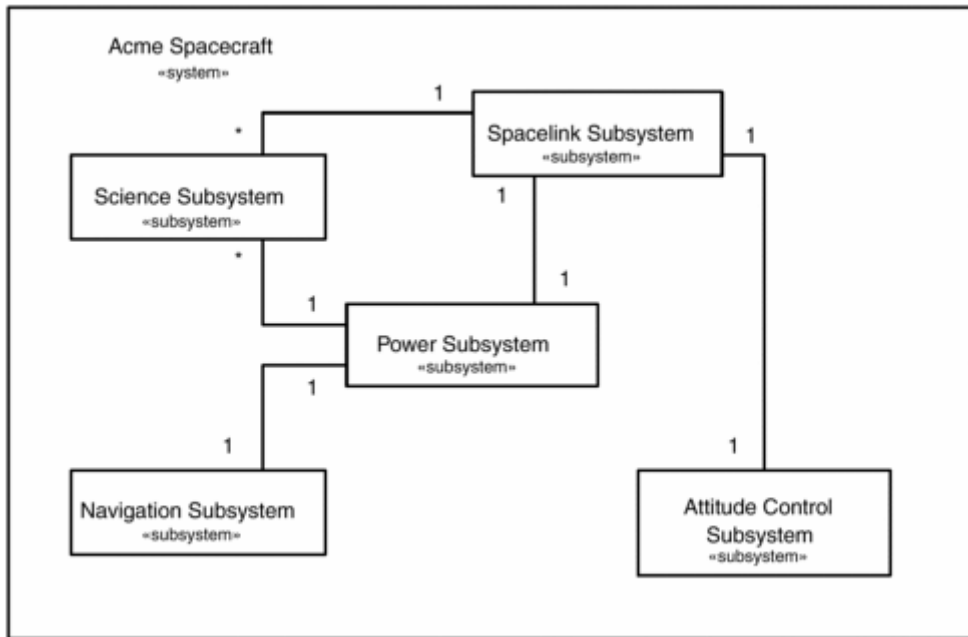 Acme Spacecraft
«system»
1
Spacelink Subsystem
«subsystem»
1
*
Science Subsystem
«subsystem»
1
*
1
1
Power Subsystem
«subsystem»
1
1
1
Navigation Subsystem
«subsystem»
Attitude Control
Subsystem
«subsystem»